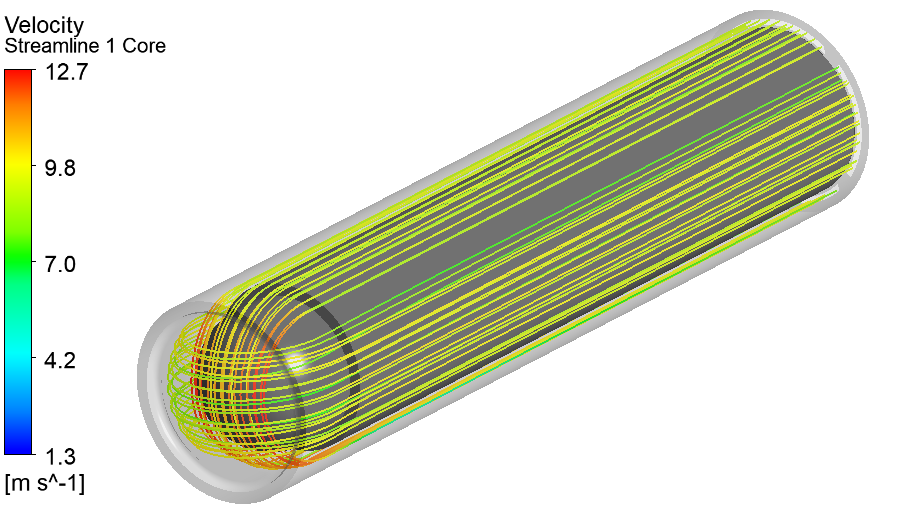 Velocity
Streamline 1 Core
12.7
9.8
7.0
4.2
1.3
[m s^-1]